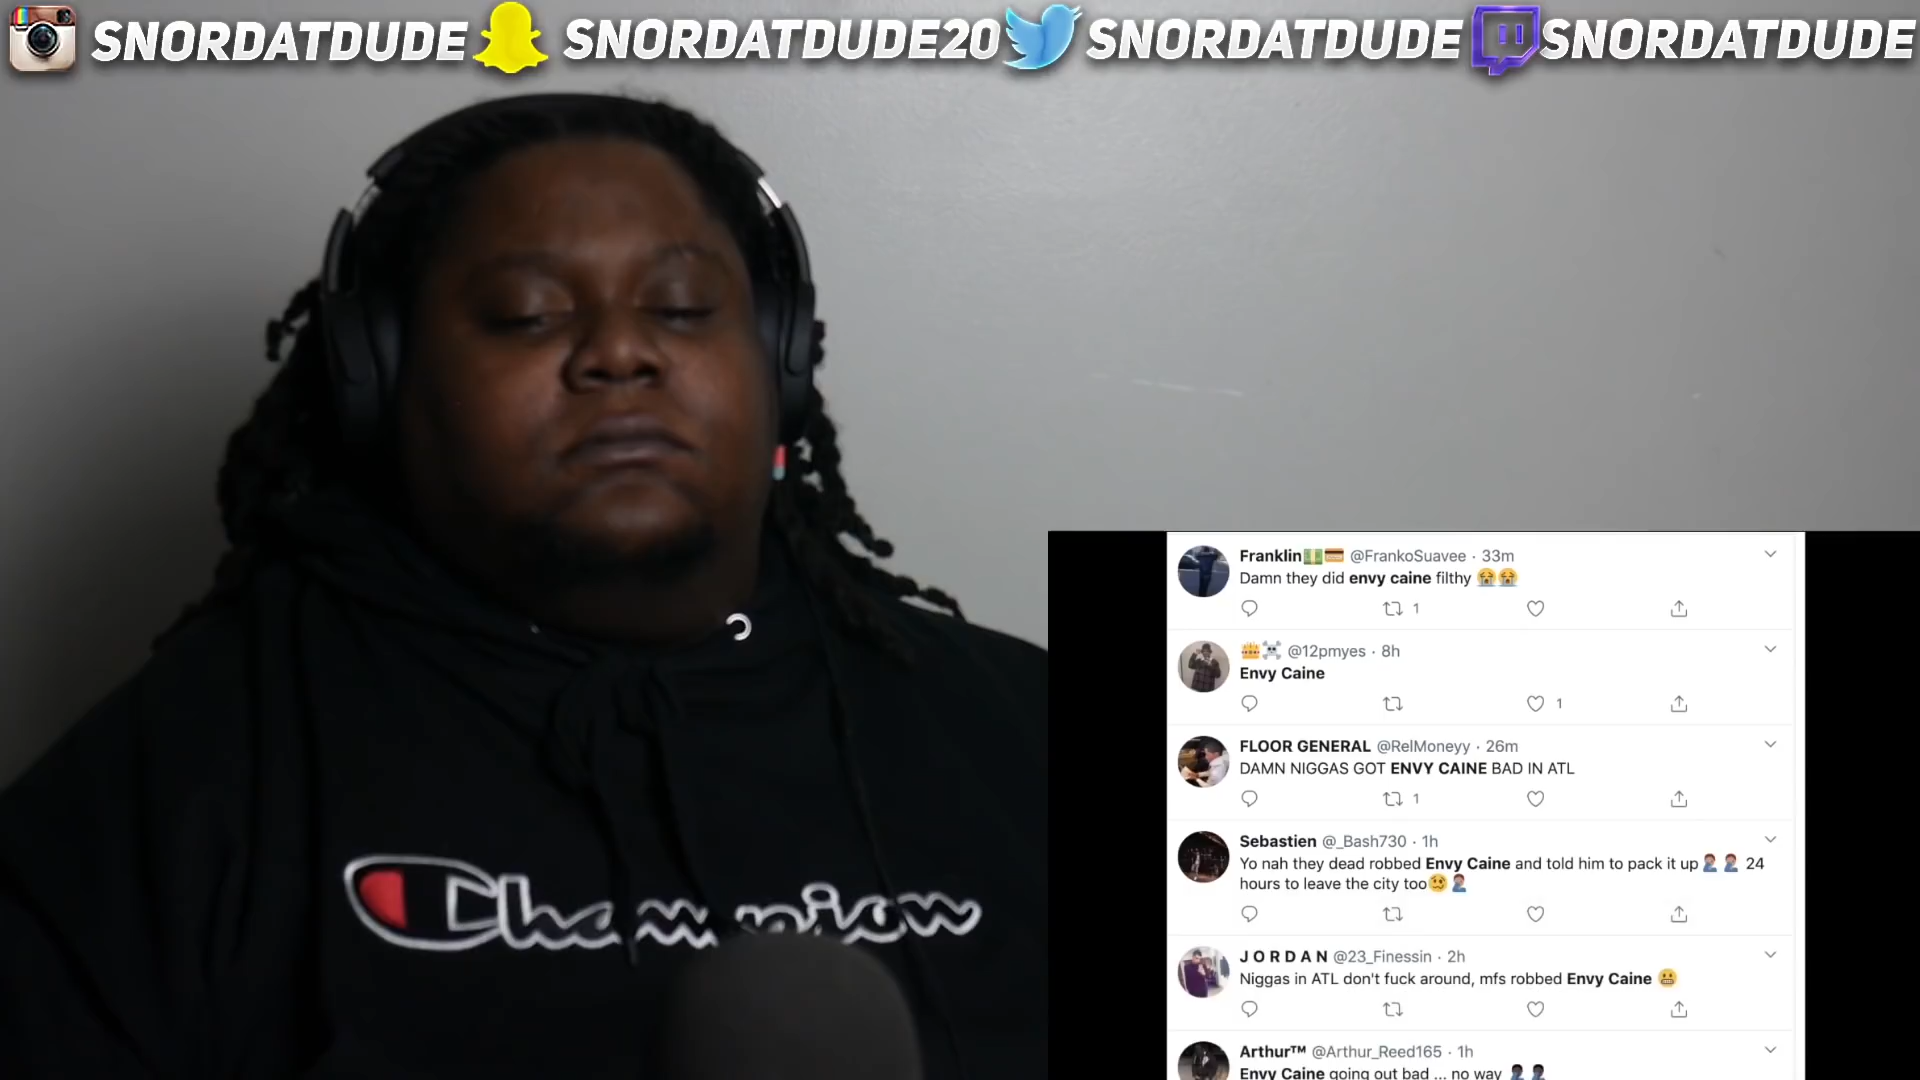 SNORDATDUDE SNORDATDUDE20 SNORDATDUDE SNORDATDUDE
Champion
Franklin💵💳 @FrankoSuavee · 33m
Damn they did envy caine filthy 😭😭
1
👑☠️ @12pmyes · 8h
Envy Caine
1
FLOOR GENERAL @RelMoneyy · 26m
DAMN NIGGAS GOT ENVY CAINE BAD IN ATL
1
Sebastien @_Bash730 · 1h
Yo nah they dead robbed Envy Caine and told him to pack it up🤦🏽‍♂️🤦🏽‍♂️ 24
hours to leave the city too🥴🤦🏽‍♂️
J O R D A N @23_Finessin · 2h
Niggas in ATL don't fuck around, mfs robbed Envy Caine 😬
Arthur™ @Arthur_Reed165 · 1h
Envy Caine going out bad ... no way 🤦🏿‍♂️🤦🏿‍♂️